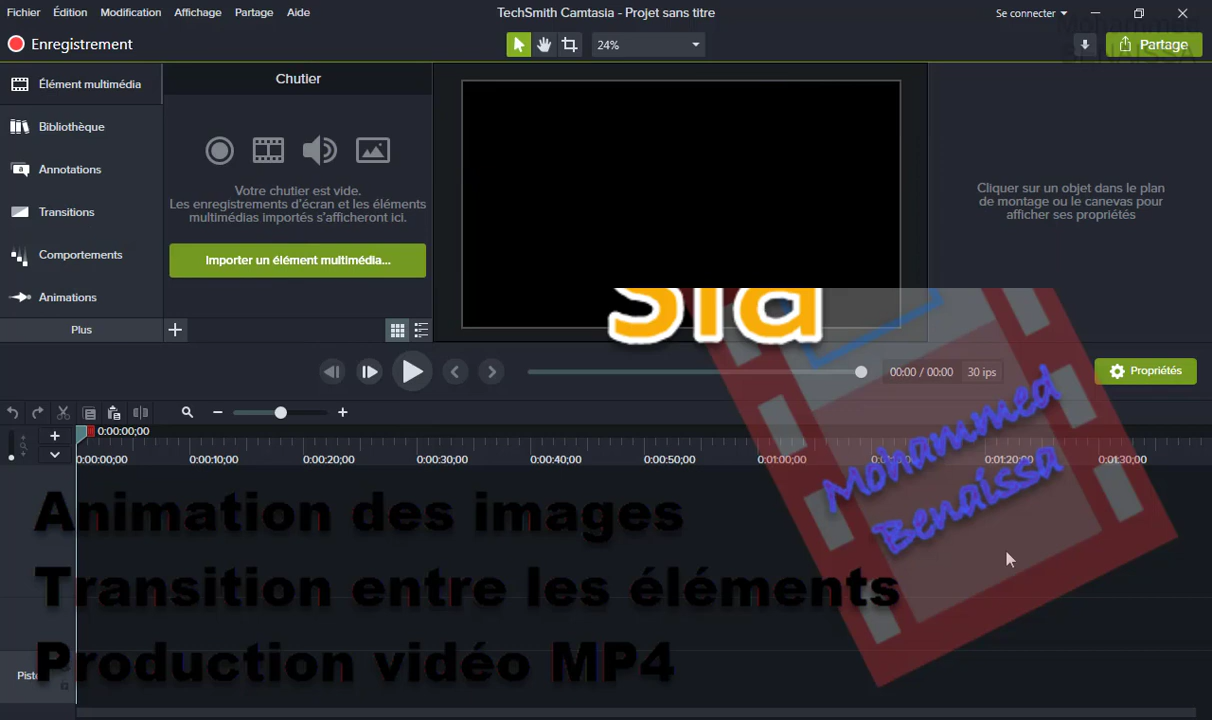 Fichier Édition Modification Affichage Partage Aide
TechSmith Camtasia - Projet sans titre
Se connecter
Enregistrement
24%
Partage
Élément multimédia
Chutier
Bibliothèque
Annotations
Transitions
Comportements
Animations
Plus
Votre chutier est vide.
Les enregistrements d'écran et les éléments
multimédias importés s'afficheront ici.
Importer un élément multimédia...
Cliquer sur un objet dans le plan
de montage ou le canevas pour
afficher ses propriétés
sia
00:00 / 00:00 30 ips
Propriétés
0:00:00;00
0:00:00;00 0:00:10;00 0:00:20;00 0:00:30;00 0:00:40;00 0:00:50;00 0:01:00;00 0:01:20;00 0:01:30;00
Mohammed
Benaissa
Animation des images
Transition entre les éléments
Production vidéo MP4